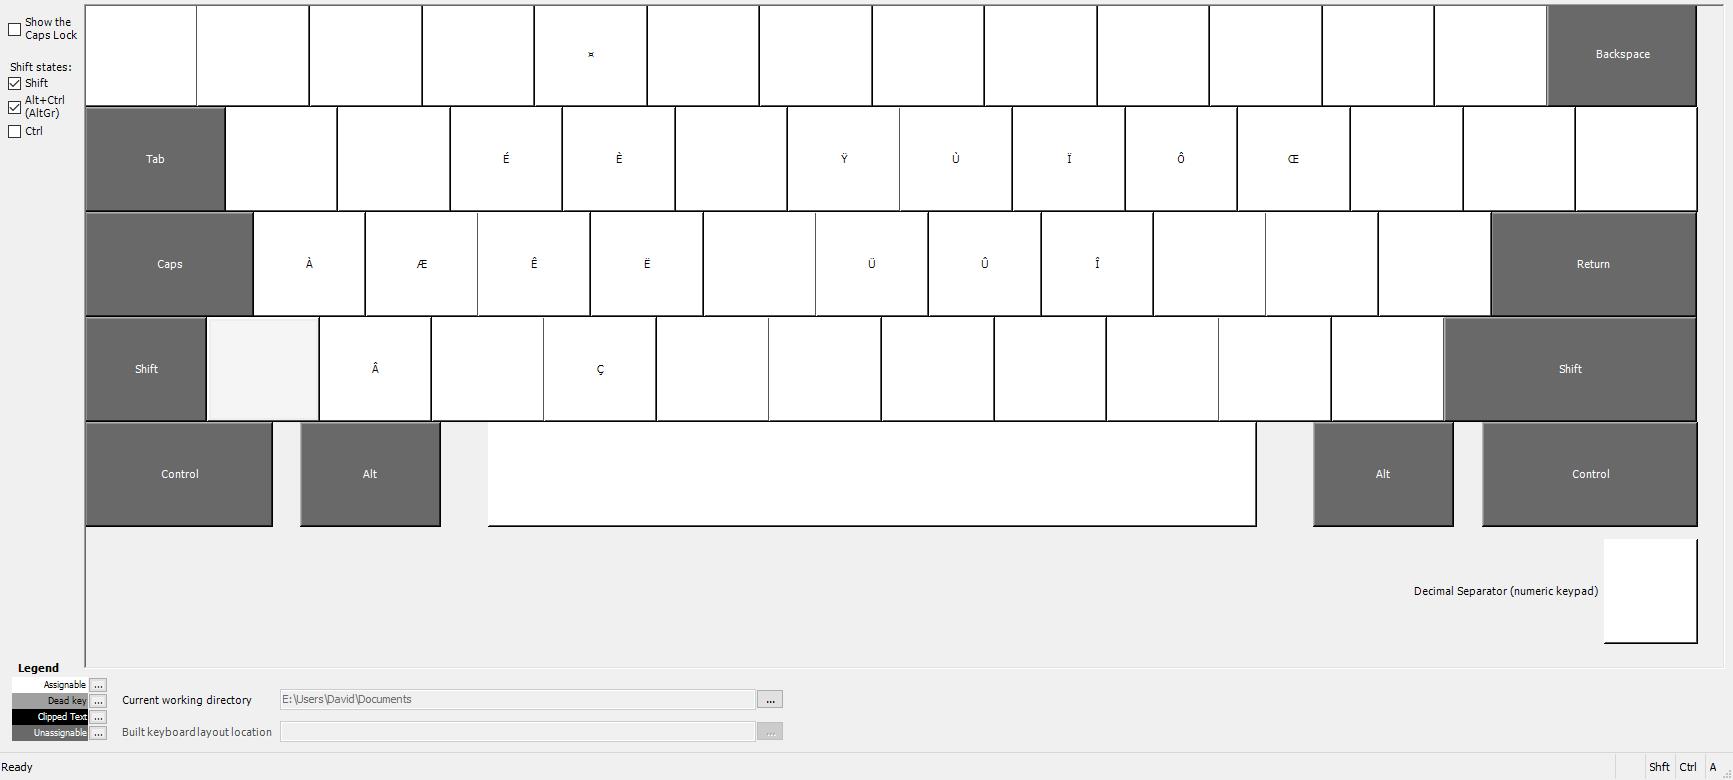 Show the
Caps Lock
Shift states:
Shift
Alt+Ctrl
(AltGr)
Ctrl
¤ Backspace
Tab É È Ÿ Ù Ï Ô Œ
Caps À Æ Ê Ë Ü Û Î Return
Shift Â Ç Shift
Control Alt Alt Control
Decimal Separator (numeric keypad)
Legend
Assignable ...
Dead key ...
Clipped Text ...
Unassignable ...
Current working directory E:\Users\David\Documents ...
Built keyboard layout location ...
Ready Shft Ctrl A